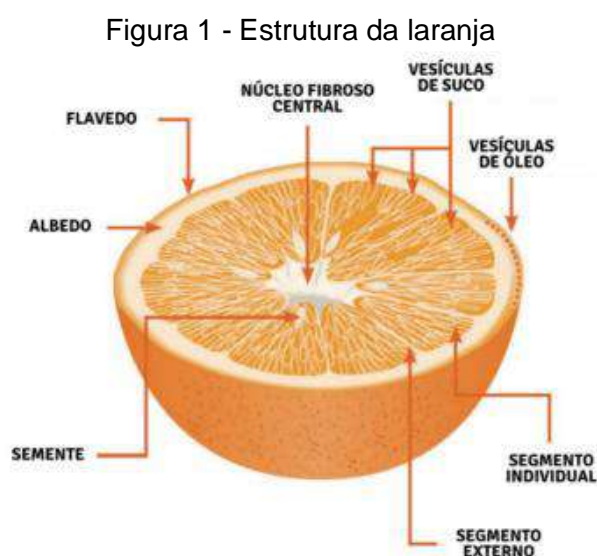 Figura 1 - Estrutura da laranja
VESÍCULAS
DE SUCO
NÚCLEO FIBROSO
CENTRAL
FLAVEDO
VESÍCULAS
DE ÓLEO
ALBEDO
SEMENTE
SEGMENTO
INDIVIDUAL
SEGMENTO
EXTERNO